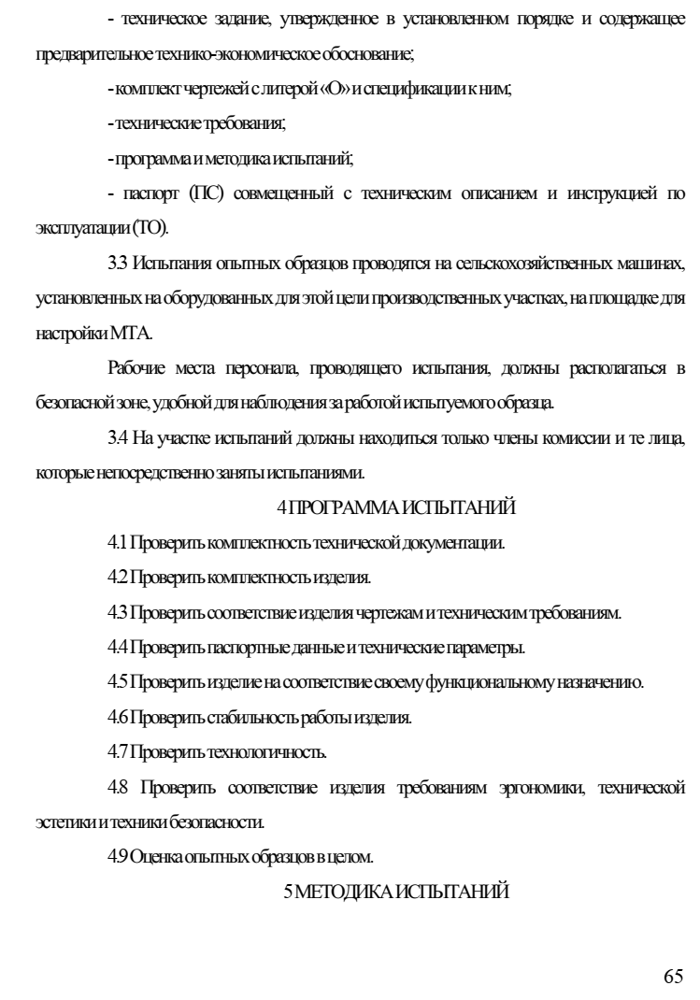 - техническое задание, утвержденное в установленном порядке и содержащее
предварительное технико-экономическое обоснование;
- комплект чертежей с литерой «О» и спецификации к ним;
- технические требования;
- программа и методика испытаний;
- паспорт (ПС) совмещенный с техническим описанием и инструкцией по
эксплуатации (ТО).
3.3 Испытания опытных образцов проводятся на сельскохозяйственных машинах,
установленных на оборудованных для этой цели производственных участках, на площадке для
настройки МТА.
Рабочие места персонала, проводящего испытания, должны располагаться в
безопасной зоне, удобной для наблюдения за работой испытуемого образца.
3.4 На участке испытаний должны находиться только члены комиссии и те лица,
которые непосредственно заняты испытаниями.
4 ПРОГРАММА ИСПЫТАНИЙ
4.1 Проверить комплектность технической документации.
4.2 Проверить комплектность изделия.
4.3 Проверить соответствие изделия чертежам и техническим требованиям.
4.4 Проверить паспортные данные и технические параметры.
4.5 Проверить изделие на соответствие своему функциональному назначению.
4.6 Проверить стабильность работы изделия.
4.7 Проверить технологичность.
4.8 Проверить соответствие изделия требованиям эргономики, технической
эстетики и техники безопасности.
4.9 Оценка опытных образцов в целом.
5 МЕТОДИКА ИСПЫТАНИЙ
65